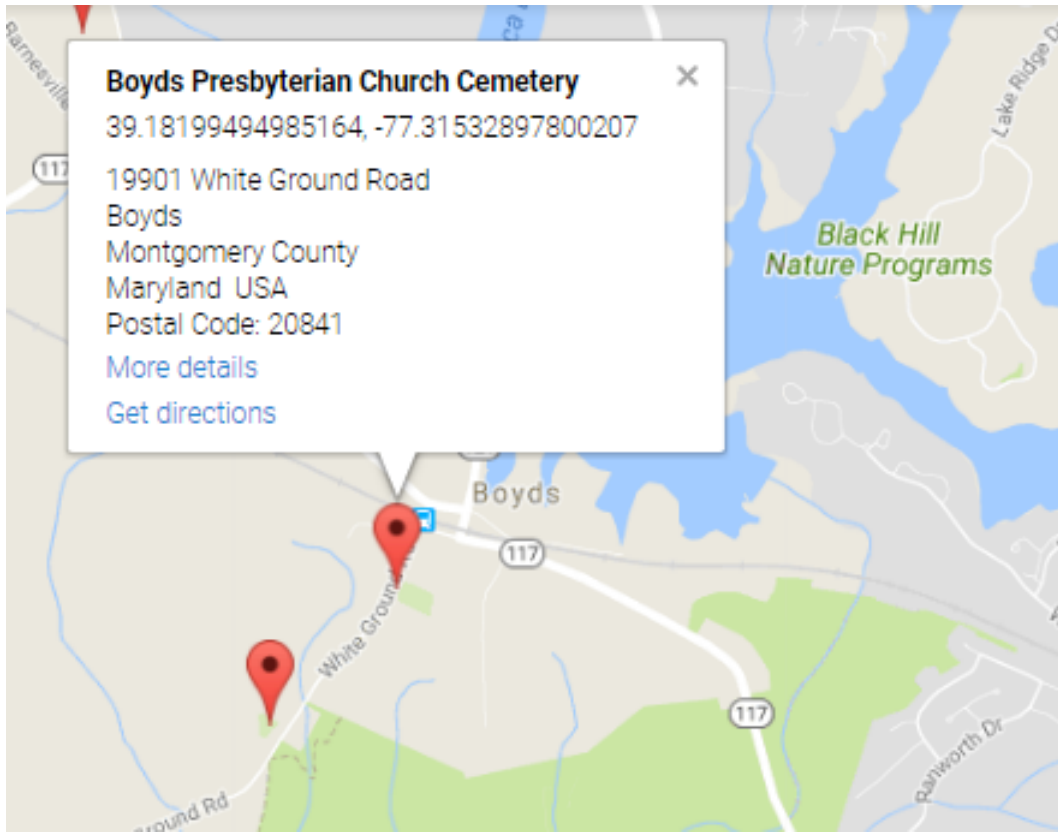 Barnesville
ca
Boyds Presbyterian Church Cemetery
39.18199494985164, -77.31532897800207
19901 White Ground Road
Boyds
Montgomery County
Maryland USA
Postal Code: 20841
More details
Get directions
117
Lake Ridge Dr
Black Hill
Nature Programs
Boyds
117
White Ground
117
Ranworth Dr
Ground Rd